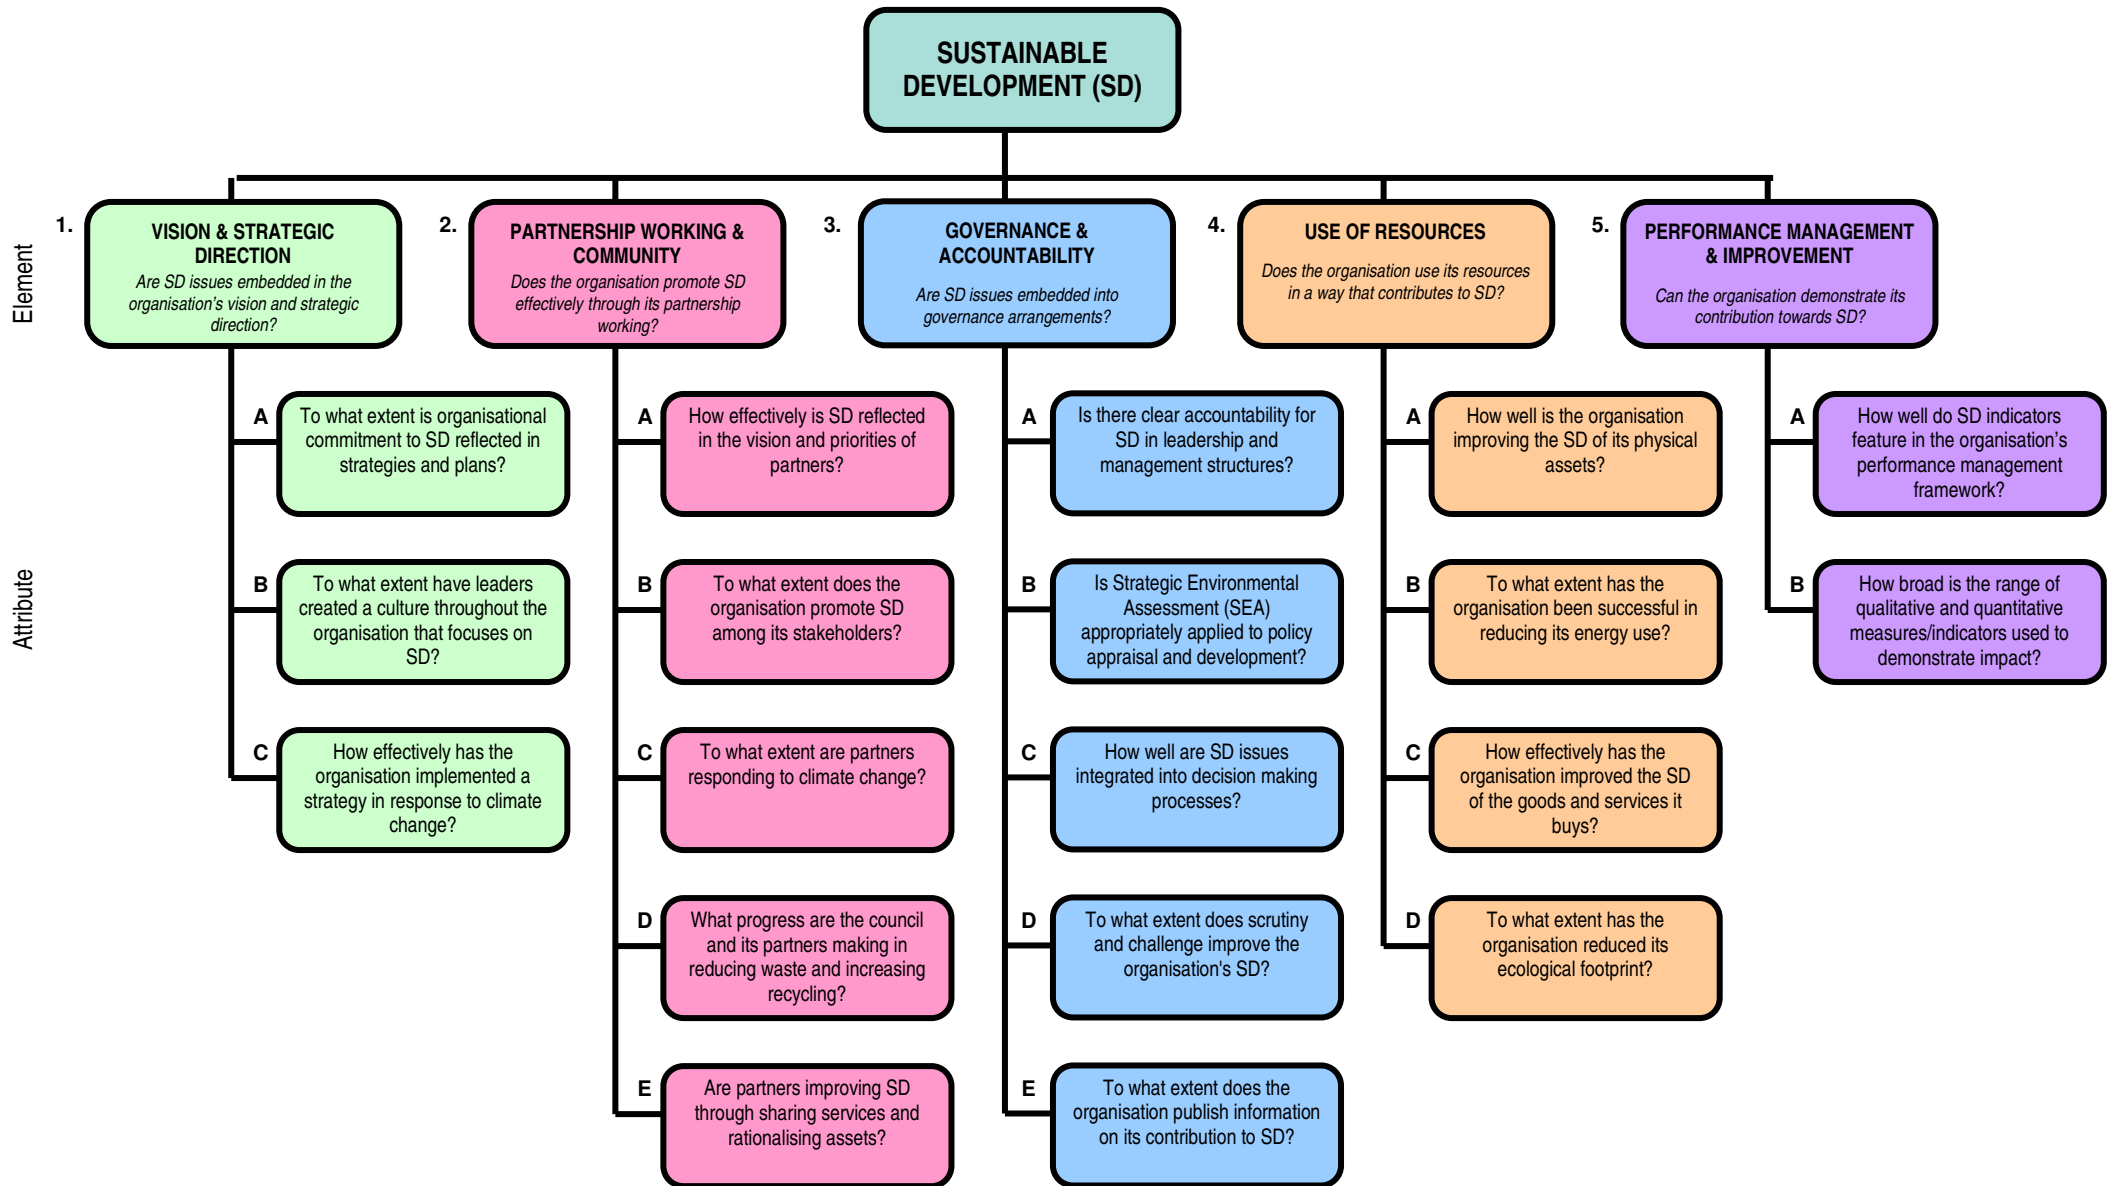 SUSTAINABLE
DEVELOPMENT (SD)
Element
1.
VISION & STRATEGIC
DIRECTION
Are SD issues embedded in the
organisation's vision and strategic
direction?
2.
PARTNERSHIP WORKING &
COMMUNITY
Does the organisation promote SD
effectively through its partnership
working?
3.
GOVERNANCE &
ACCOUNTABILITY
Are SD issues embedded into
governance arrangements?
4.
USE OF RESOURCES
Does the organisation use its resources
in a way that contributes to SD?
5.
PERFORMANCE MANAGEMENT
& IMPROVEMENT
Can the organisation demonstrate its
contribution towards SD?
Attribute
A
To what extent is organisational
commitment to SD reflected in
strategies and plans?
B
To what extent have leaders
created a culture throughout the
organisation that focuses on
SD?
C
How effectively has the
organisation implemented a
strategy in response to climate
change?
A
How effectively is SD reflected
in the vision and priorities of
partners?
B
To what extent does the
organisation promote SD
among its stakeholders?
C
To what extent are partners
responding to climate change?
D
What progress are the council
and its partners making in
reducing waste and increasing
recycling?
E
Are partners improving SD
through sharing services and
rationalising assets?
A
Is there clear accountability for
SD in leadership and
management structures?
B
Is Strategic Environmental
Assessment (SEA)
appropriately applied to policy
appraisal and development?
C
How well are SD issues
integrated into decision making
processes?
D
To what extent does scrutiny
and challenge improve the
organisation's SD?
E
To what extent does the
organisation publish information
on its contribution to SD?
A
How well is the organisation
improving the SD of its physical
assets?
B
To what extent has the
organisation been successful in
reducing its energy use?
C
How effectively has the
organisation improved the SD
of the goods and services it
buys?
D
To what extent has the
organisation reduced its
ecological footprint?
A
How well do SD indicators
feature in the organisation's
performance management
framework?
B
How broad is the range of
qualitative and quantitative
measures/indicators used to
demonstrate impact?